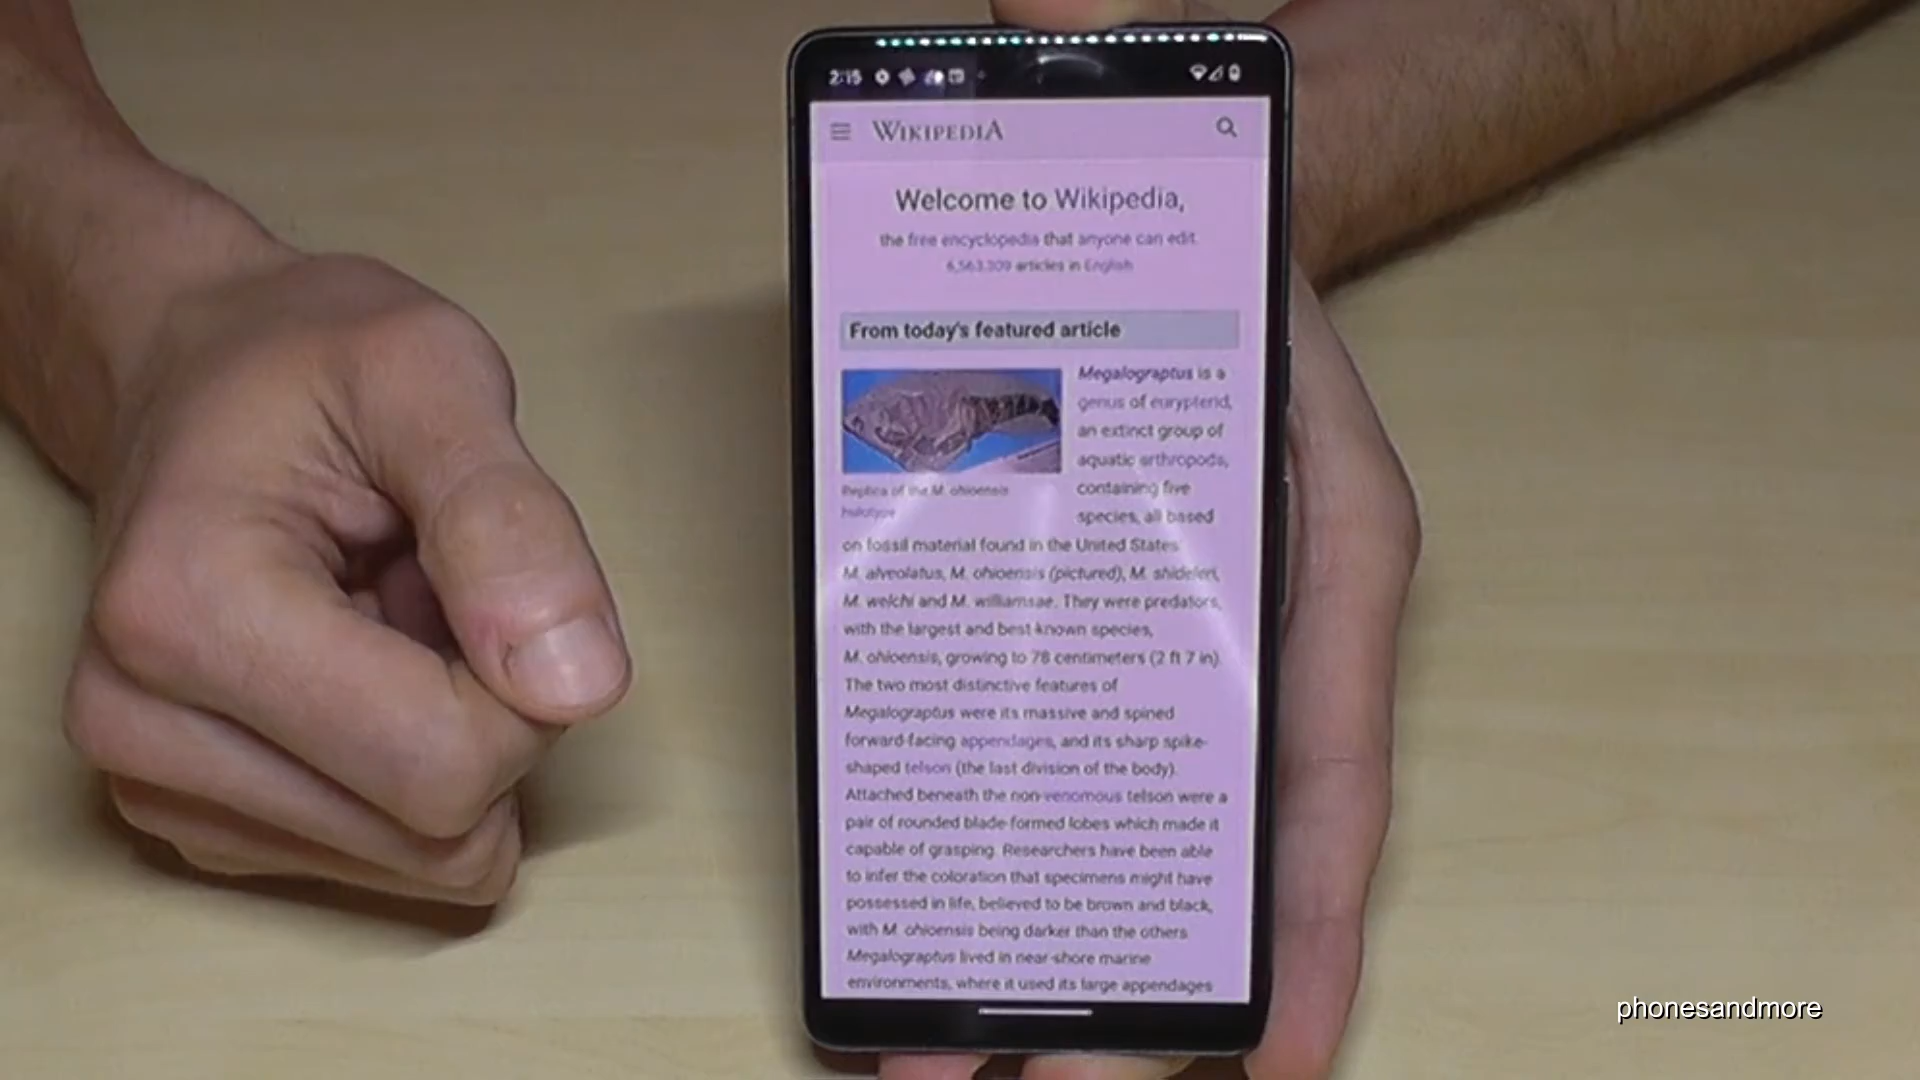 2:15
WIKIPEDIA
Welcome to Wikipedia,
the free encyclopedia that anyone can edit.
6,563,309 articles in English
From today's featured article
Megalograptus is a
genus of eurypterid,
an extinct group of
aquatic arthropods,
containing five
species, all based
Replica of the M. ohioensis
holotype
on fossil material found in the United States:
M. alveolatus, M. ohioensis (pictured), M. shideleri,
M. welchi and M. williamsae. They were predators,
with the largest and best-known species,
M. ohioensis, growing to 78 centimeters (2 ft 7 in).
The two most distinctive features of
Megalograptus were its massive and spined
forward-facing appendages, and its sharp spike-
shaped telson (the last division of the body).
Attached beneath the non-venomous telson were a
pair of rounded blade-formed lobes which made it
capable of grasping. Researchers have been able
to infer the coloration that specimens might have
possessed in life, believed to be brown and black,
with M. ohioensis being darker than the others.
Megalograptus lived in near-shore marine
environments, where it used its large appendages
phonesandmore